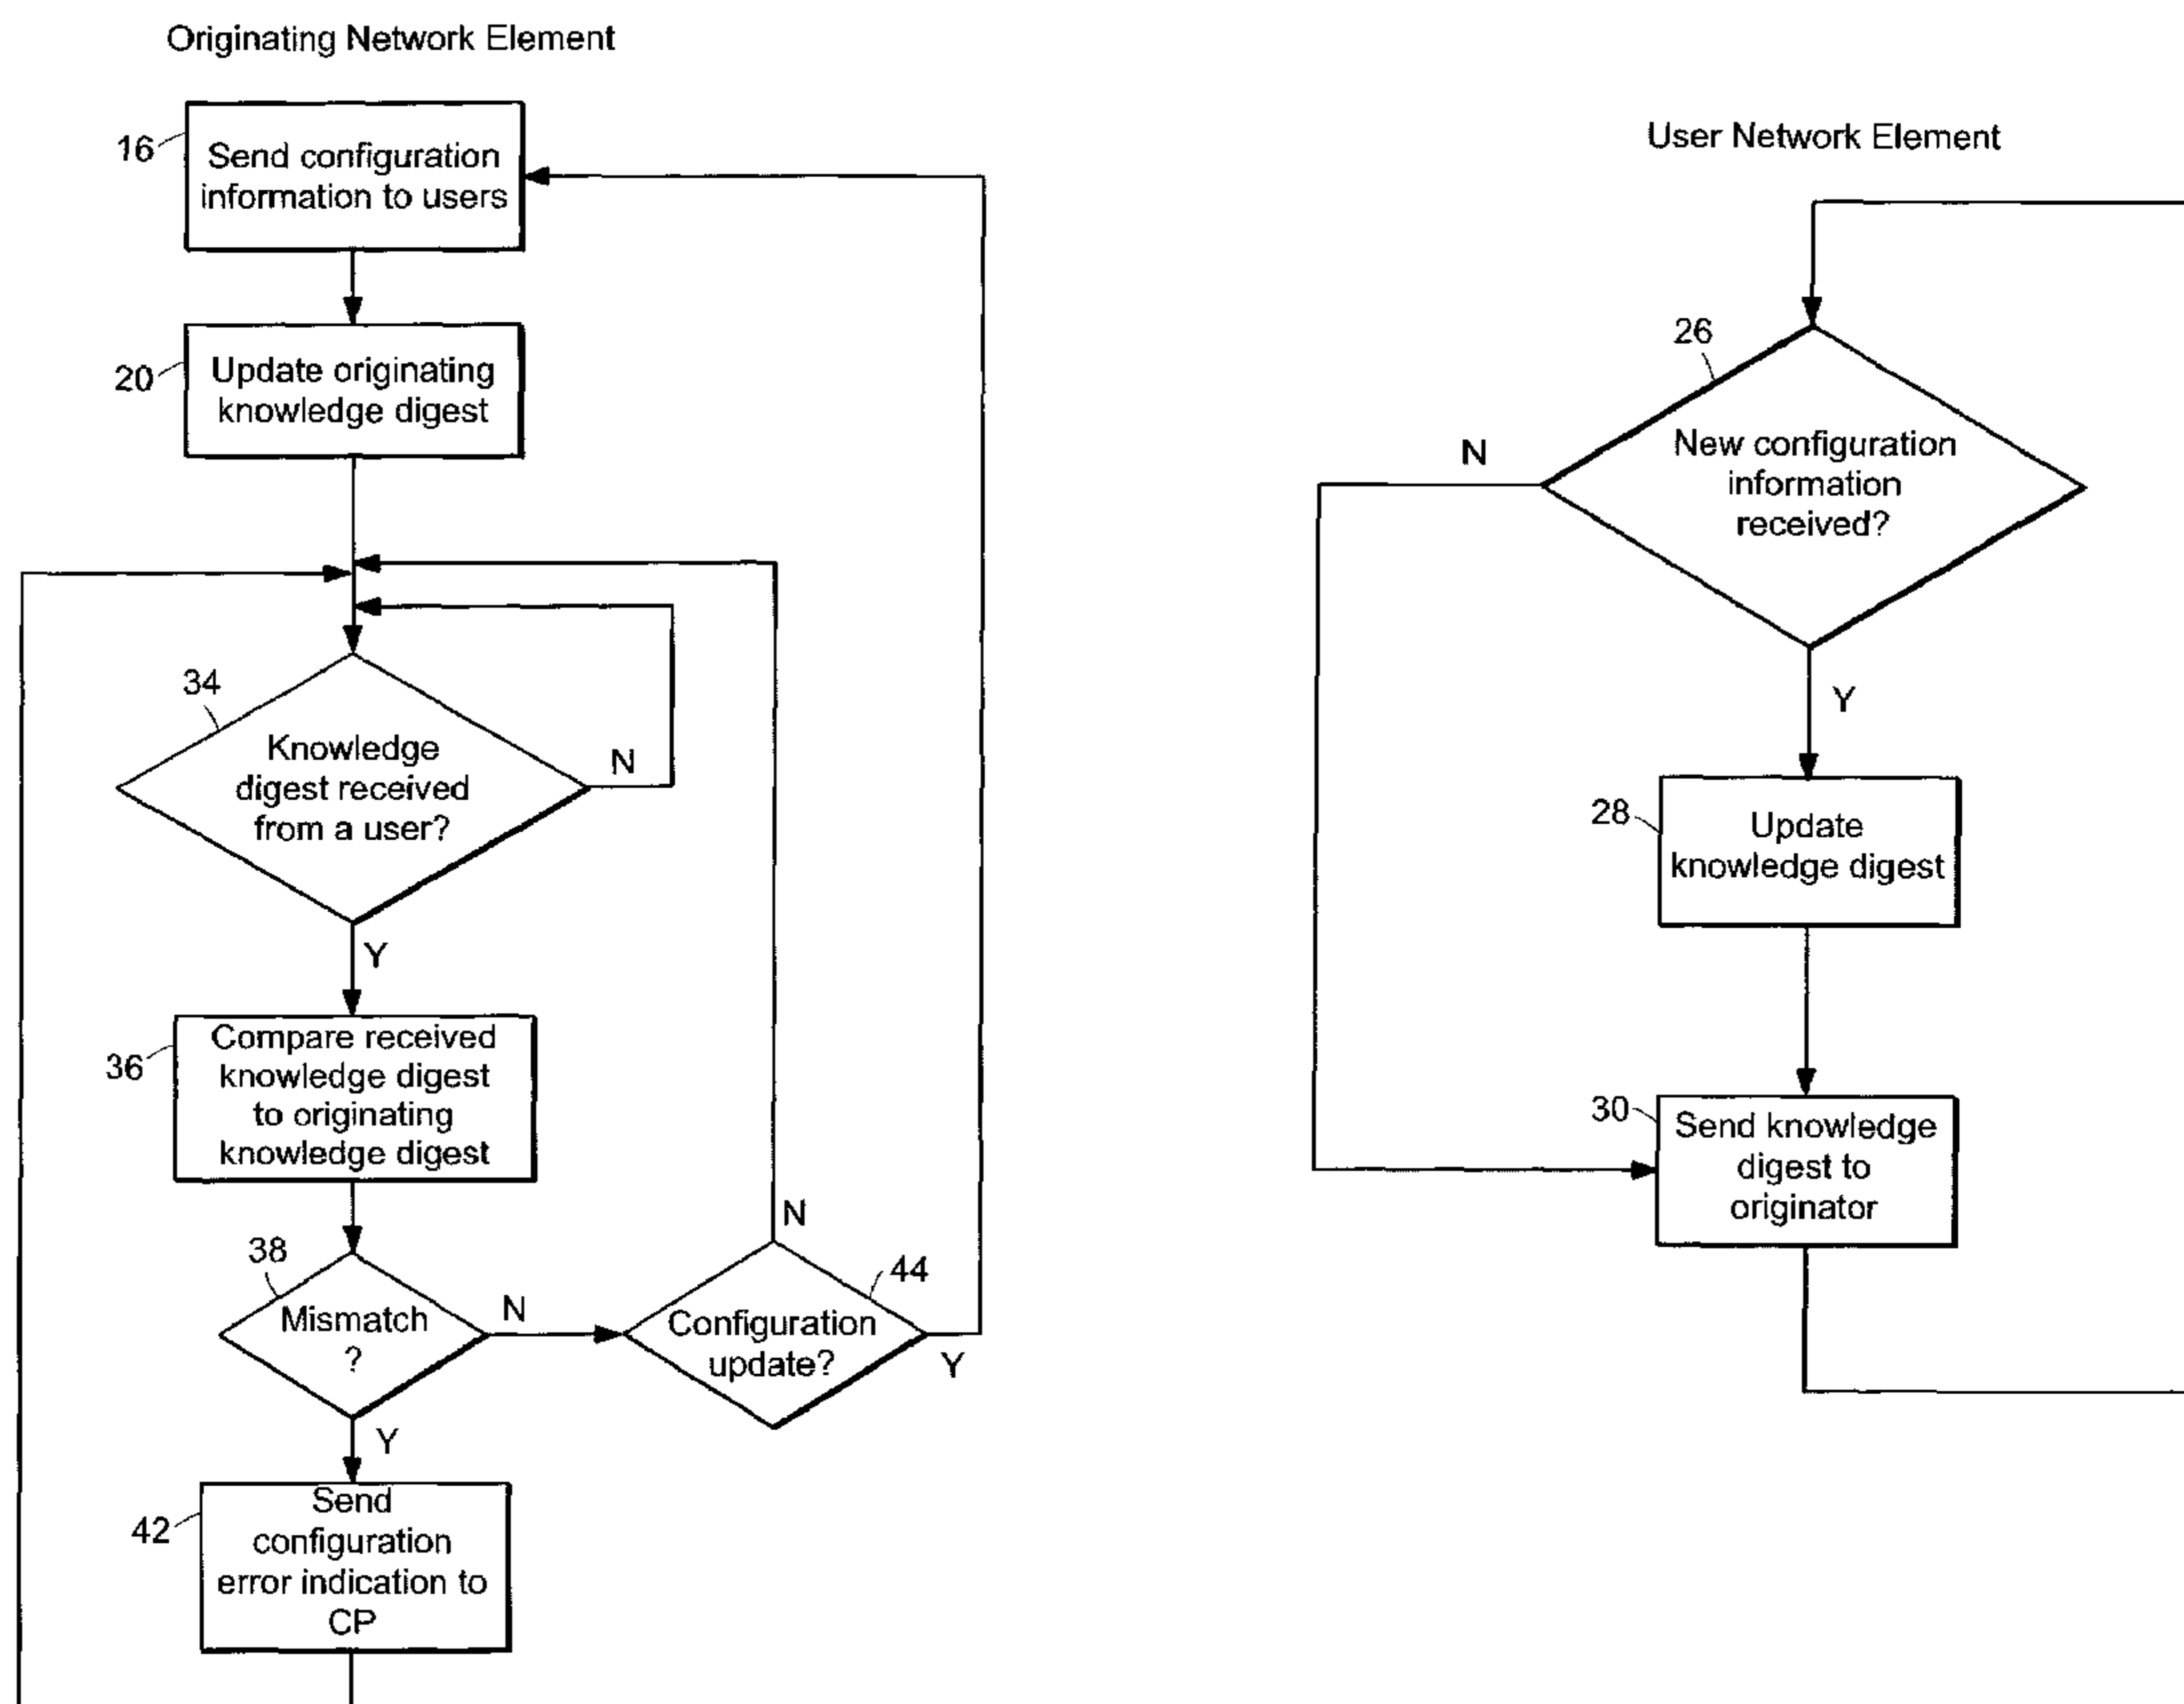 Originating Network Element
16
Send configuration
information to users
20
Update originating
knowledge digest
34
Knowledge
digest received
from a user?
N
Y
36
Compare received
knowledge digest
to originating
knowledge digest
38
Mismatch
?
N
Y
44
Configuration
update?
N
Y
42
Send
configuration
error indication to
CP
User Network Element
26
New configuration
information
received?
N
Y
28
Update
knowledge digest
30
Send knowledge
digest to
originator